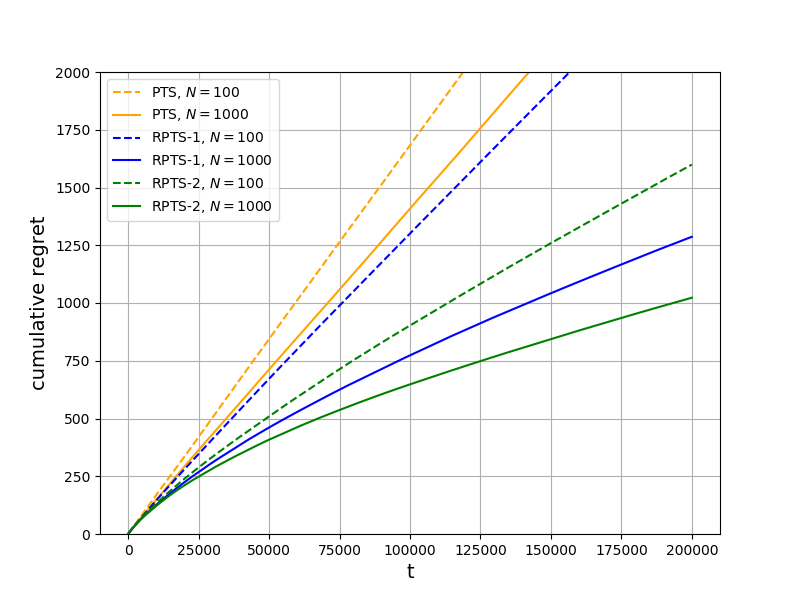 2000
1750
1500
1250
1000
750
500
250
0
cumulative regret
PTS, N = 100
PTS, N = 1000
RPTS-1, N = 100
RPTS-1, N = 1000
RPTS-2, N = 100
RPTS-2, N = 1000
0 25000 50000 75000 100000 125000 150000 175000 200000
t